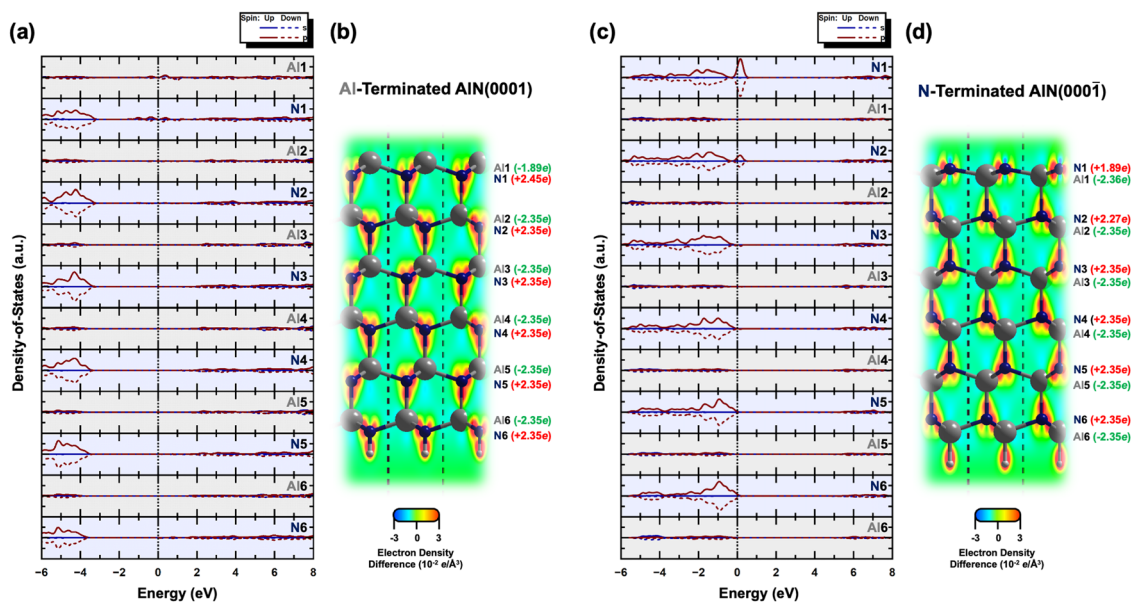 Spin: Up Down
s
p
(a)
Al1
N1
Al2
N2
Al3
N3
Al4
N4
Al5
N5
Al6
N6
-6 -4 -2 0 2 4 6 8
Energy (eV)
Density-of-States (a.u.)
(b)
Al-Terminated AlN(0001)
Al1 (-1.89e)
N1 (+2.45e)
Al2 (-2.35e)
N2 (+2.35e)
Al3 (-2.35e)
N3 (+2.35e)
Al4 (-2.35e)
N4 (+2.35e)
Al5 (-2.35e)
N5 (+2.35e)
Al6 (-2.35e)
N6 (+2.35e)
-3 3
Electron Density
Difference (10⁻² e/Å³)
Spin: Up Down
s
p
(c)
N1
Al1
N2
Al2
N3
Al3
N4
Al4
N5
Al5
N6
Al6
-6 -4 -2 0 2 4 6 8
Energy (eV)
Density-of-States (a.u.)
(d)
N-Terminated AlN(0001̄)
N1 (+1.89e)
Al1 (-2.36e)
N2 (+2.27e)
Al2 (-2.35e)
N3 (+2.35e)
Al3 (-2.35e)
N4 (+2.35e)
Al4 (-2.35e)
N5 (+2.35e)
Al5 (-2.35e)
N6 (+2.35e)
Al6 (-2.35e)
-3 3
Electron Density
Difference (10⁻² e/Å³)